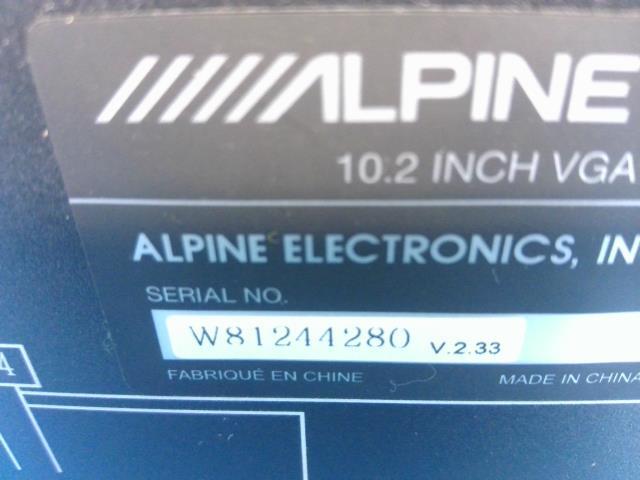 ALPINE
10.2 INCH VGA
ALPINE ELECTRONICS, IN
SERIAL NO.
W81244280 V.2.33
FABRIQUÉ EN CHINE MADE IN CHINA
4